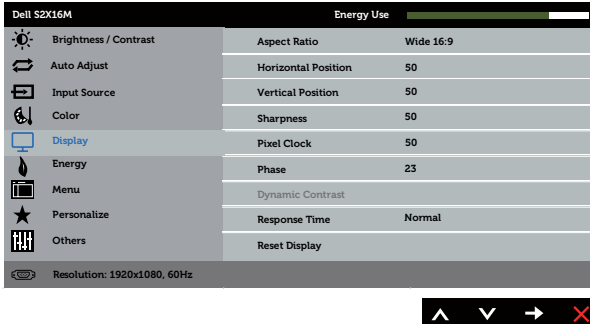 Dell S2X16M Energy Use
Brightness / Contrast
Auto Adjust
Input Source
Color
Display
Energy
Menu
Personalize
Others
Aspect Ratio Wide 16:9
Horizontal Position 50
Vertical Position 50
Sharpness 50
Pixel Clock 50
Phase 23
Dynamic Contrast
Response Time Normal
Reset Display
Resolution: 1920x1080, 60Hz